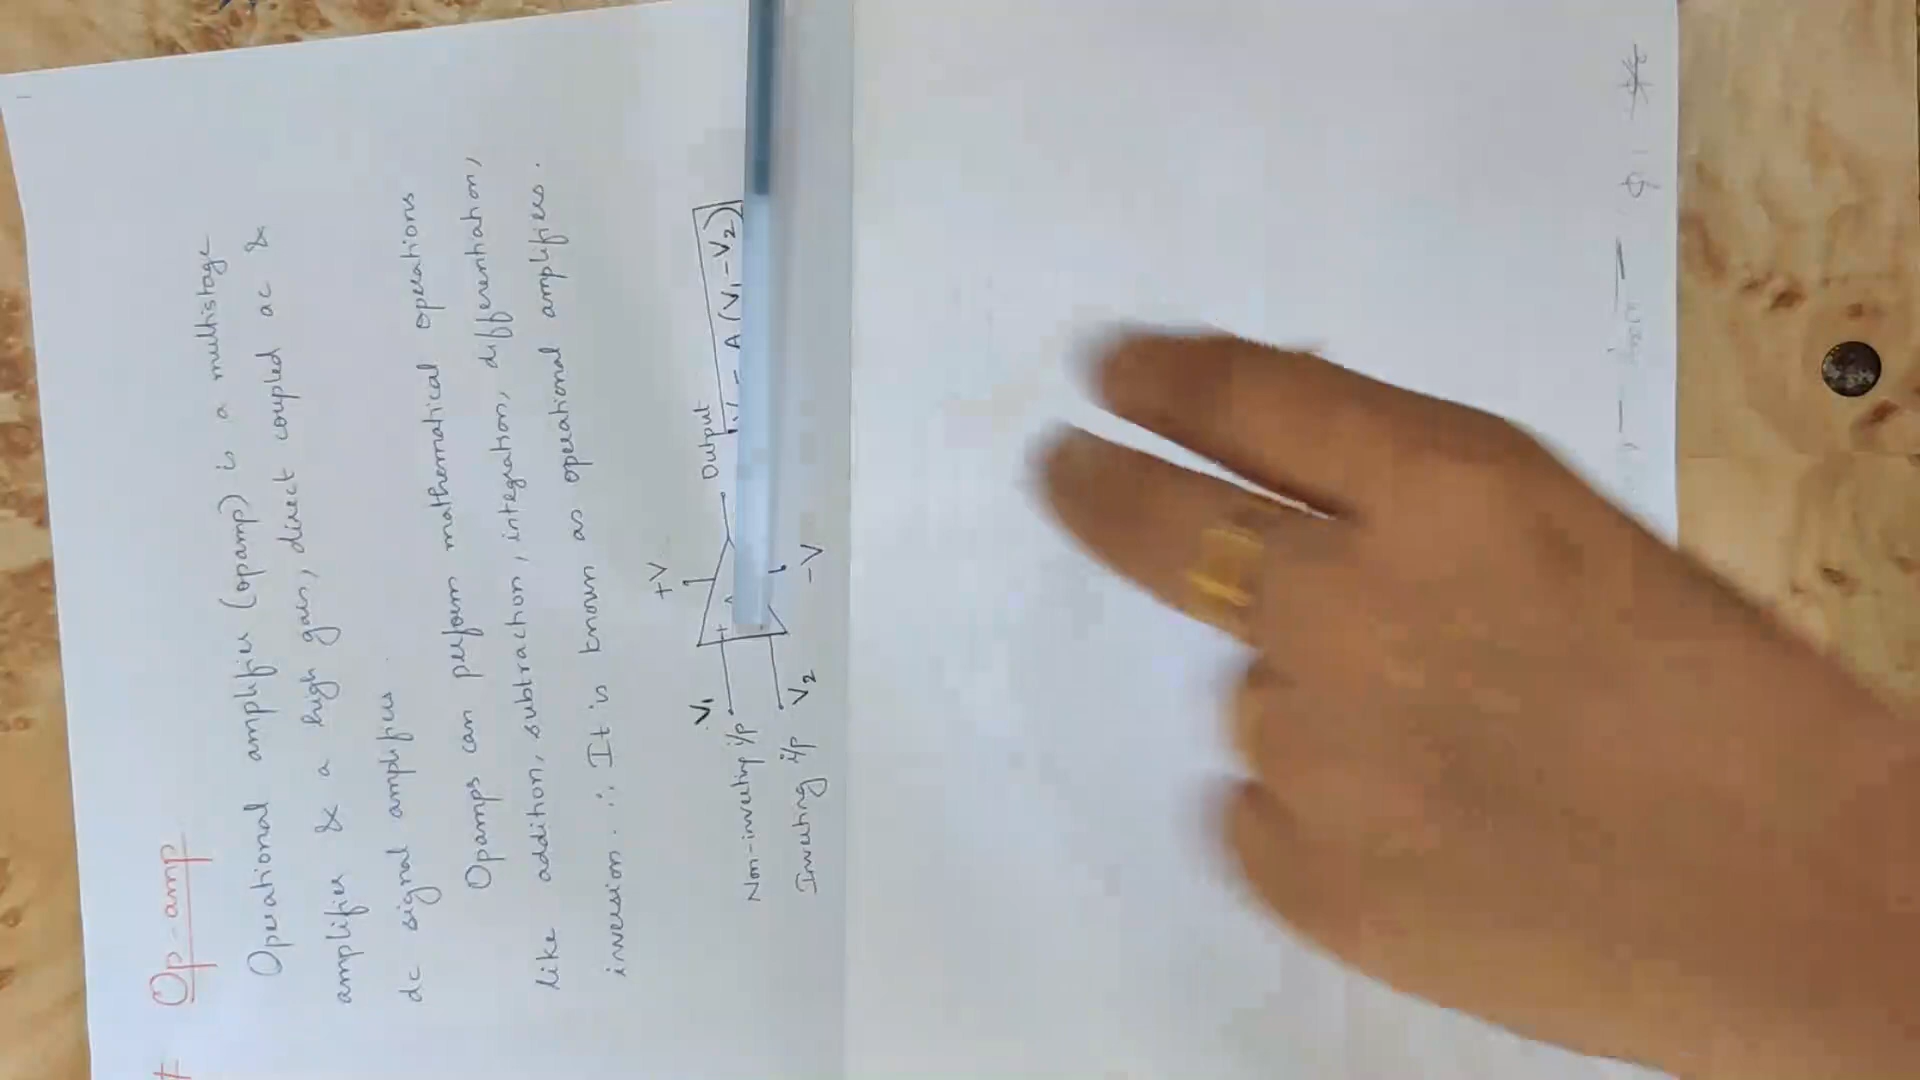 # Op-amp
Operational amplifier (opamp) is a multistage
amplifier & a high gain, direct coupled ac &
dc signal amplifier.
Opamps can perform mathematical operations
like addition, subtraction, integration, differentiation,
inversion. ∴ It is known as operational amplifier.
+V
V1
Output
= A (V1 - V2)
+
Non-inverting i/p
-
V2
-V
Inverting i/p